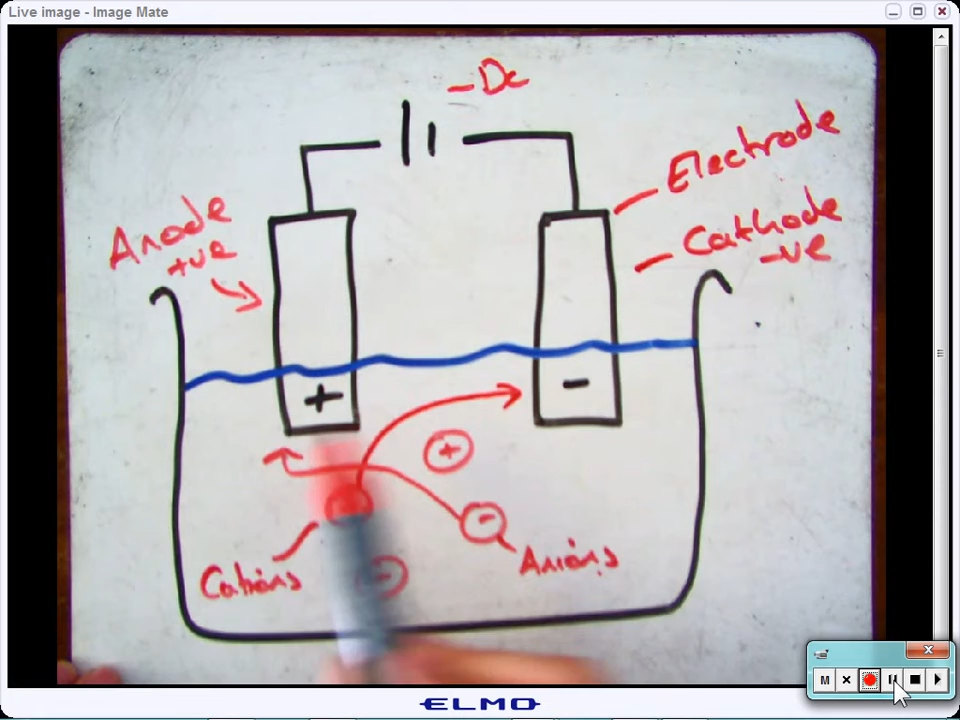 Live image - Image Mate
-Dc
Electrode
Anode
+ve
Cathode
-ve
+
-
+
-
-
Cations
Anions
ELMO
M